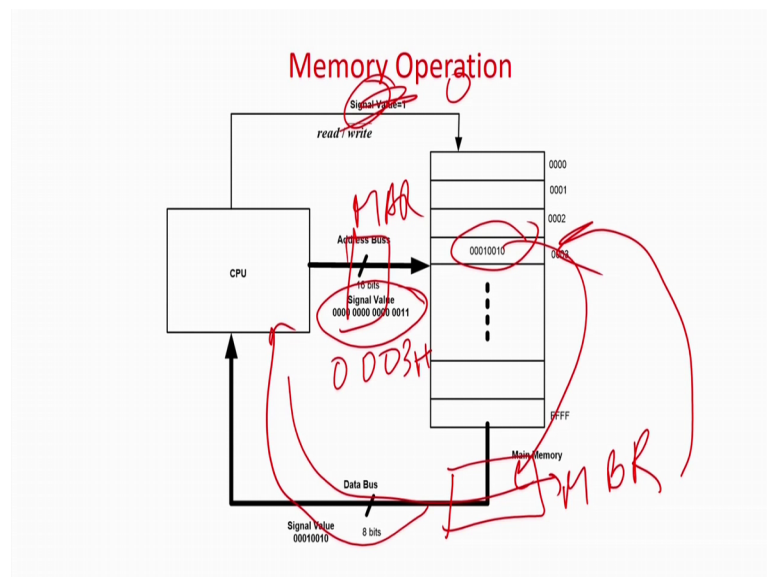 Memory Operation
Signal Value=1
0
read / write
0000
0001
0002
MAR
Address Buss
00010010
0003
CPU
16 bits
Signal Value
0000 0000 0000 0011
0003H
FFFF
Main Memory
MBR
Data Bus
Signal Value
00010010
8 bits